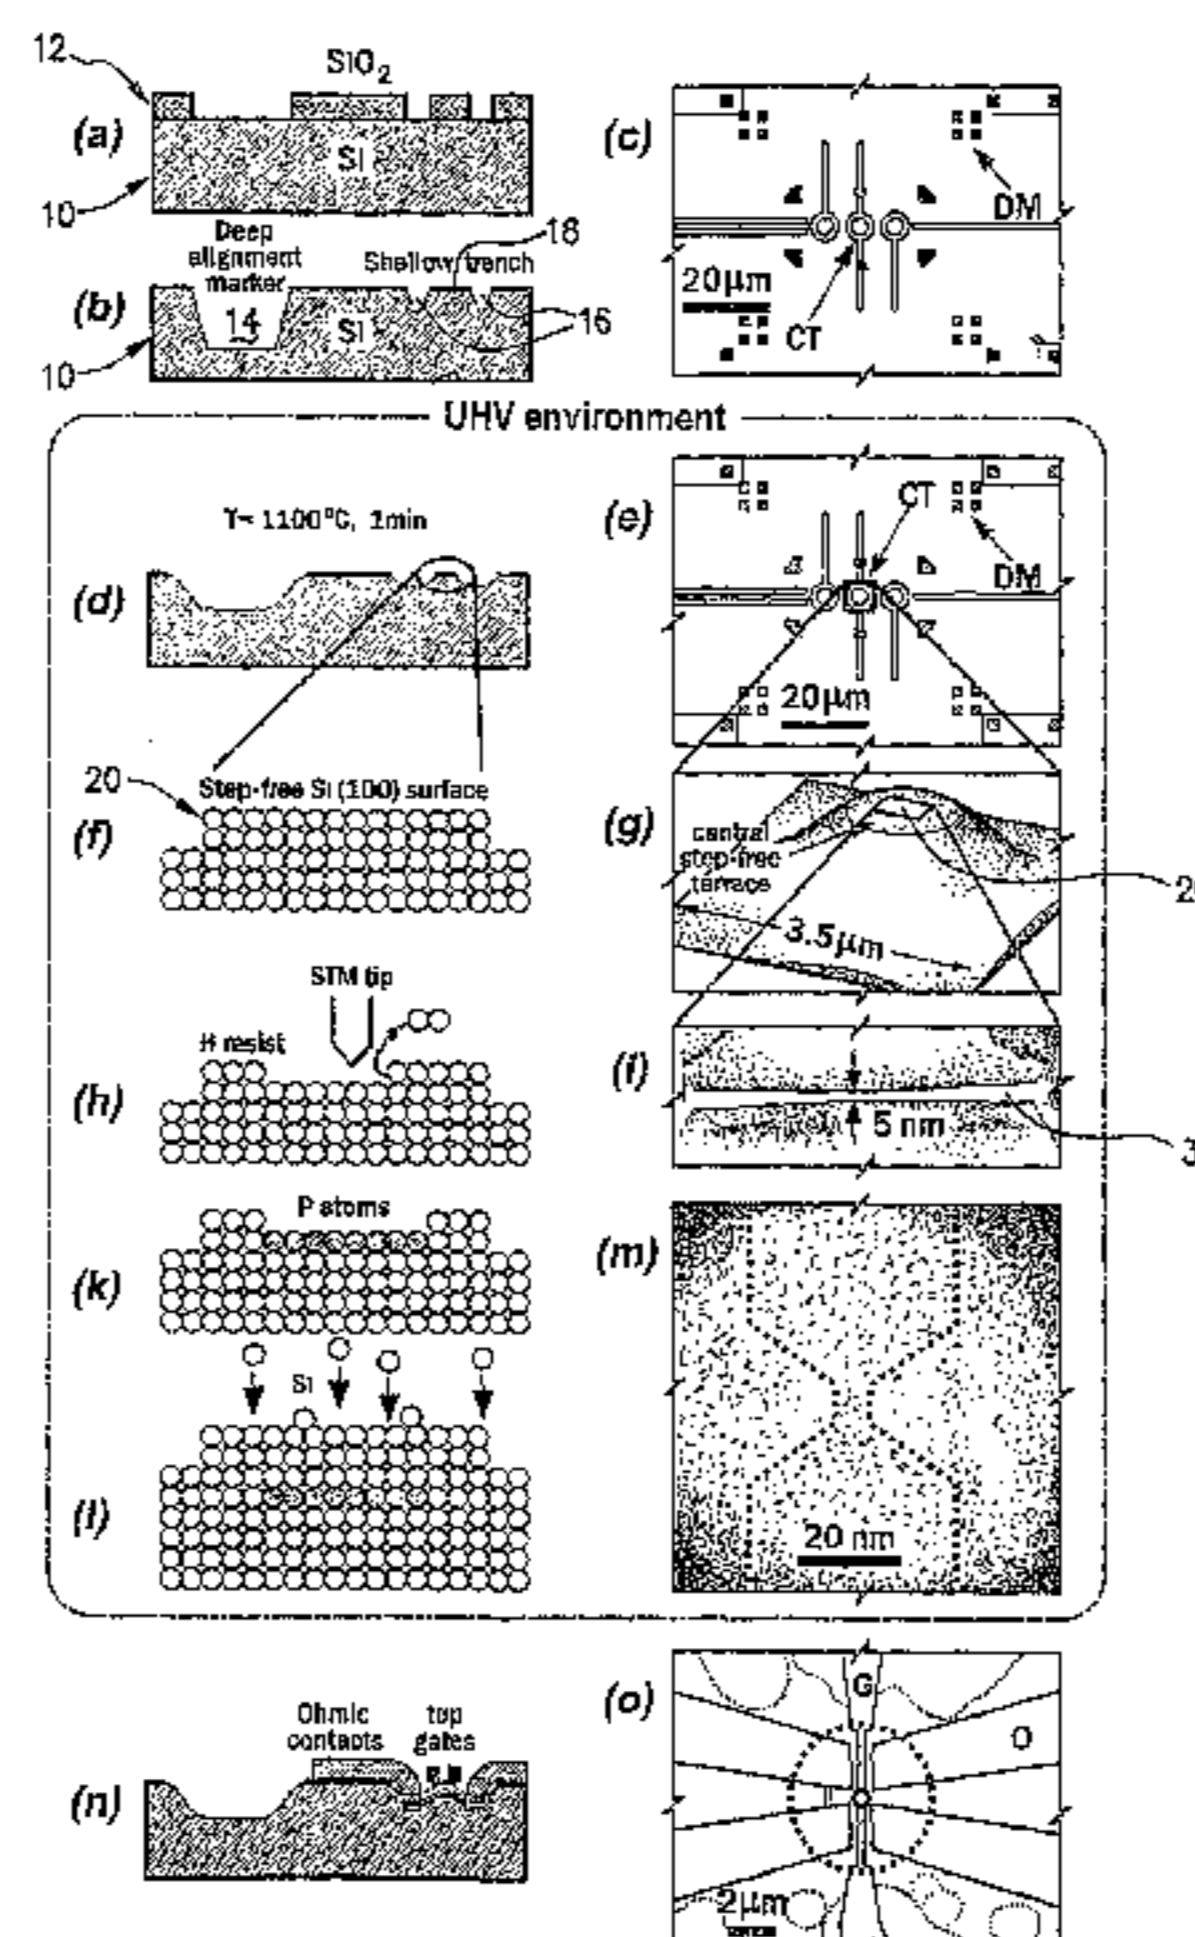 12
SiO2
(a)
Si
10
(c)
DM
20µm
CT
Deep
alignment
marker
Shallow trench
18
(b)
14
Si
16
10
UHV environment
T= 1100°C, 1min
(d)
(e)
CT
DM
20µm
20
Step-free Si (100) surface
(f)
(g)
central
step-free
terrace
3.5µm
STM tip
H resist
(h)
(i)
5 nm
P atoms
(k)
(m)
Si
(l)
20 nm
Ohmic
contacts
top
gates
(n)
(o)
G
O
2µm